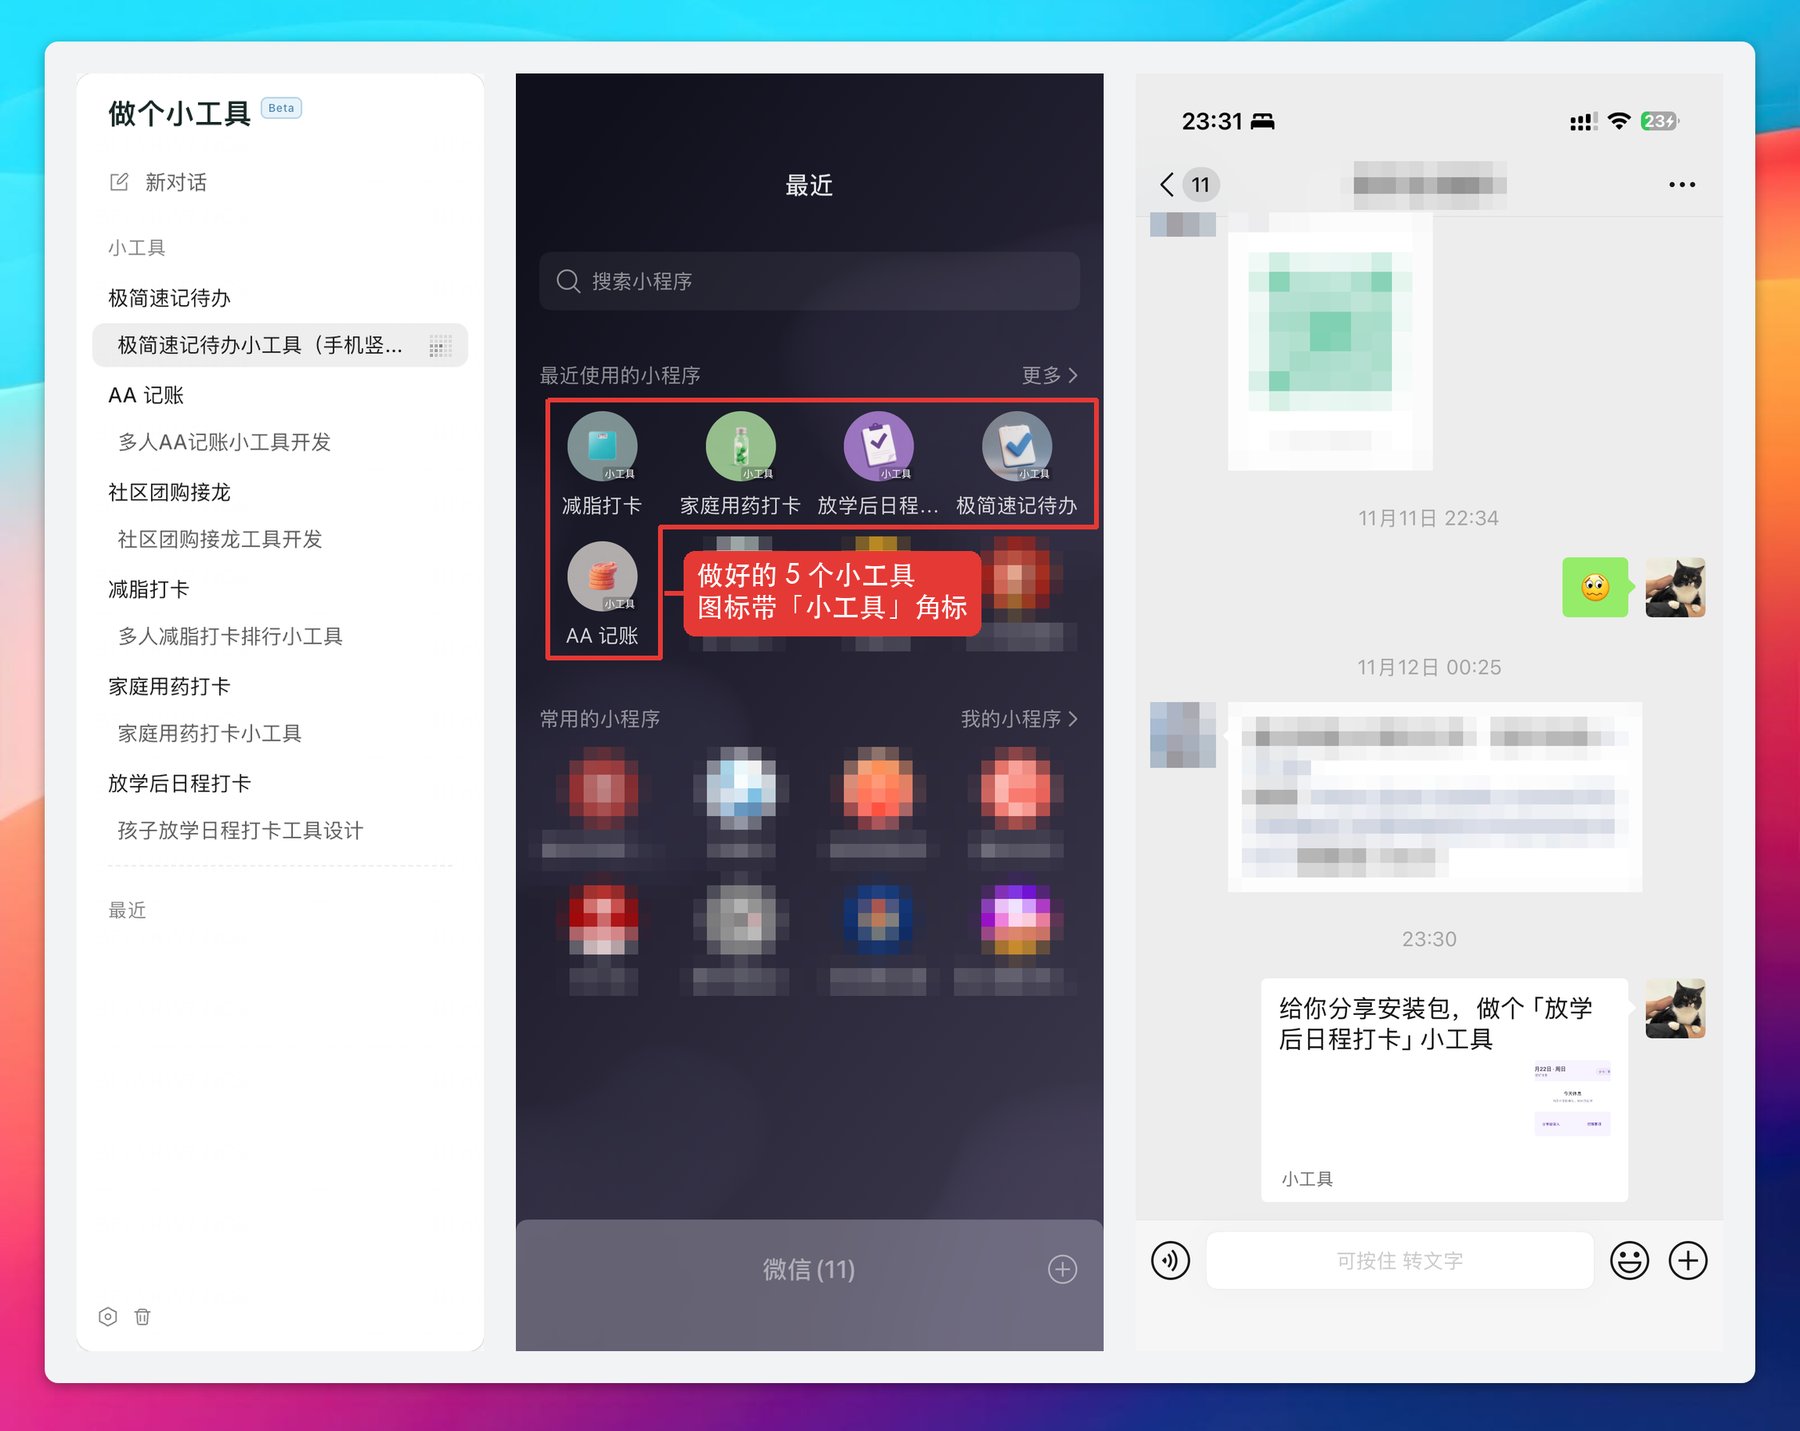 做个小工具 Beta
新对话
小工具
极简速记待办
极简速记待办小工具（手机竖...
AA 记账
多人AA记账小工具开发
社区团购接龙
社区团购接龙工具开发
减脂打卡
多人减脂打卡排行小工具
家庭用药打卡
家庭用药打卡小工具
放学后日程打卡
孩子放学日程打卡工具设计
最近
最近
搜索小程序
最近使用的小程序 更多
小工具 小工具 小工具 小工具
减脂打卡 家庭用药打卡 放学后日程... 极简速记待办
小工具
AA 记账
做好的 5 个小工具
图标带「小工具」角标
常用的小程序 我的小程序
微信 (11)
23:31 23
11
11月11日 22:34
11月12日 00:25
23:30
给你分享安装包，做个「放学
后日程打卡」小工具
月22日·周日
今天休息
小工具
可按住 转文字